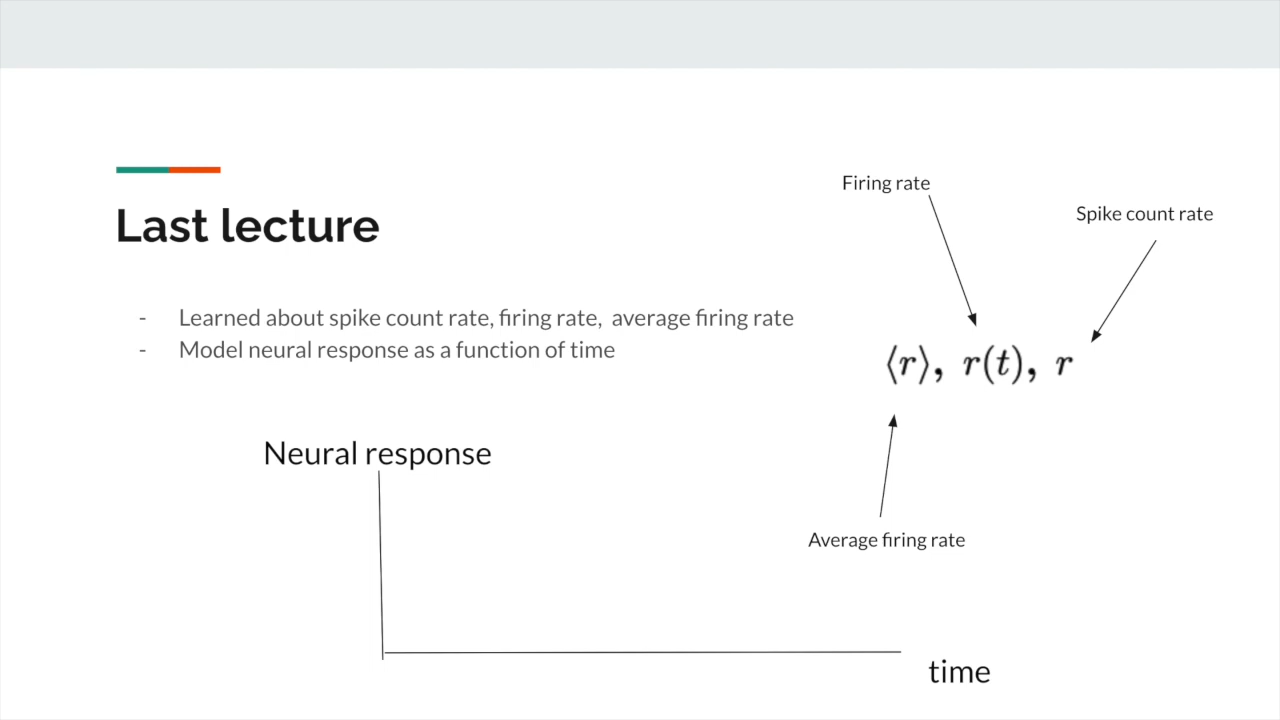 Last lecture
- Learned about spike count rate, firing rate, average firing rate
- Model neural response as a function of time
Firing rate
Spike count rate
⟨r⟩, r(t), r
Average firing rate
Neural response
time